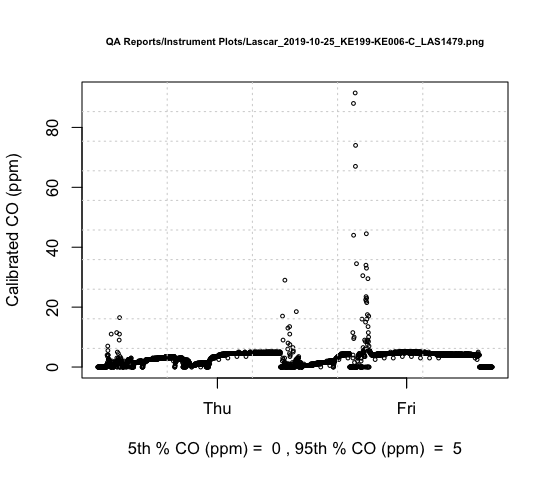 QA Reports/Instrument Plots/Lascar_2019-10-25_KE199-KE006-C_LAS1479.png
Calibrated CO (ppm)
80
60
40
20
0
Thu Fri
5th % CO (ppm) = 0 , 95th % CO (ppm) = 5